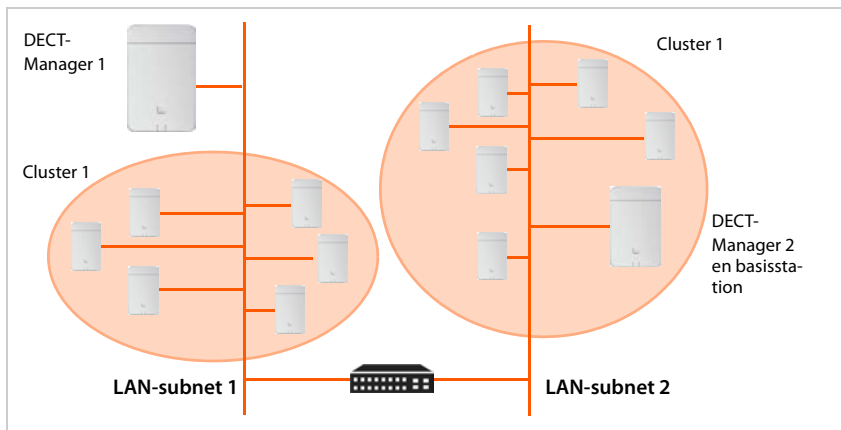 DECT-
Manager 1
Cluster 1
Cluster 1
DECT-
Manager 2
en basissta-
tion
LAN-subnet 1
LAN-subnet 2